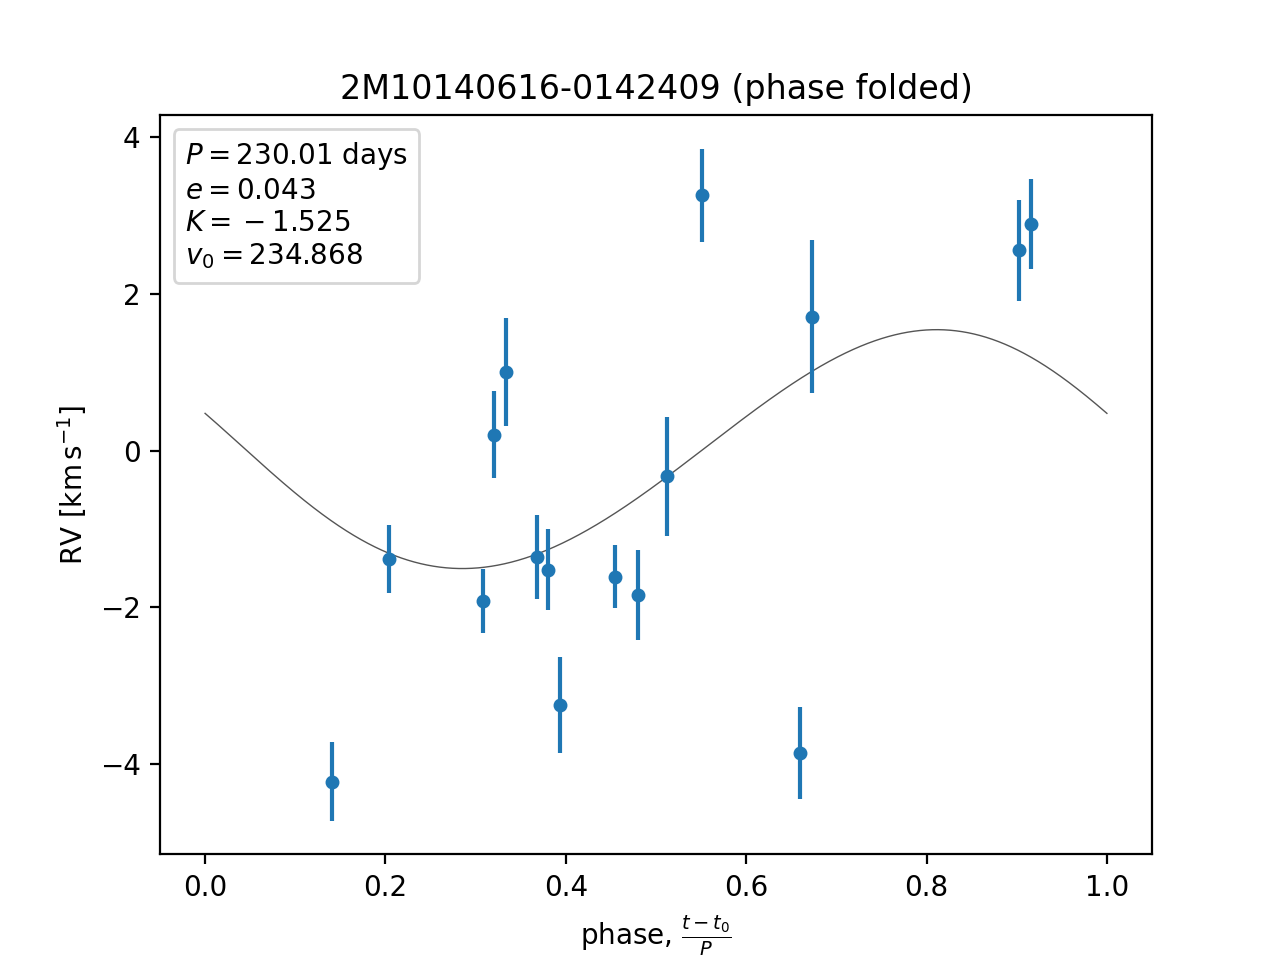 2M10140616-0142409 (phase folded)
P = 230.01 days
e = 0.043
K = −1.525
v₀ = 234.868
4
2
0
−2
−4
RV [km s⁻¹]
0.0 0.2 0.4 0.6 0.8 1.0
phase, (t − t₀)/P